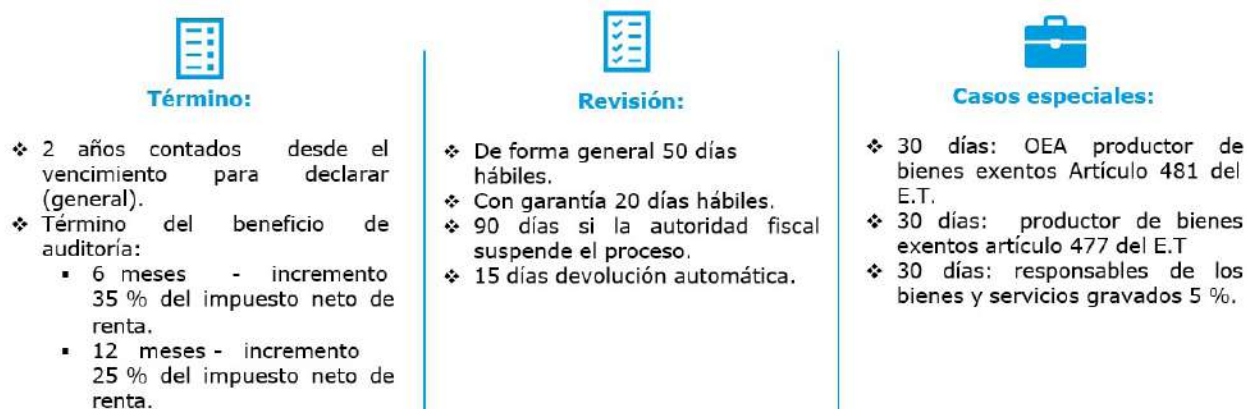 Término:
❖ 2 años contados desde el
vencimiento para declarar
(general).
❖ Término del beneficio de
auditoría:
▪ 6 meses - incremento
35 % del impuesto neto de
renta.
▪ 12 meses - incremento
25 % del impuesto neto de
renta.
Revisión:
❖ De forma general 50 días
hábiles.
❖ Con garantía 20 días hábiles.
❖ 90 días si la autoridad fiscal
suspende el proceso.
❖ 15 días devolución automática.
Casos especiales:
❖ 30 días: OEA productor de
bienes exentos Artículo 481 del
E.T.
❖ 30 días: productor de bienes
exentos artículo 477 del E.T
❖ 30 días: responsables de los
bienes y servicios gravados 5 %.